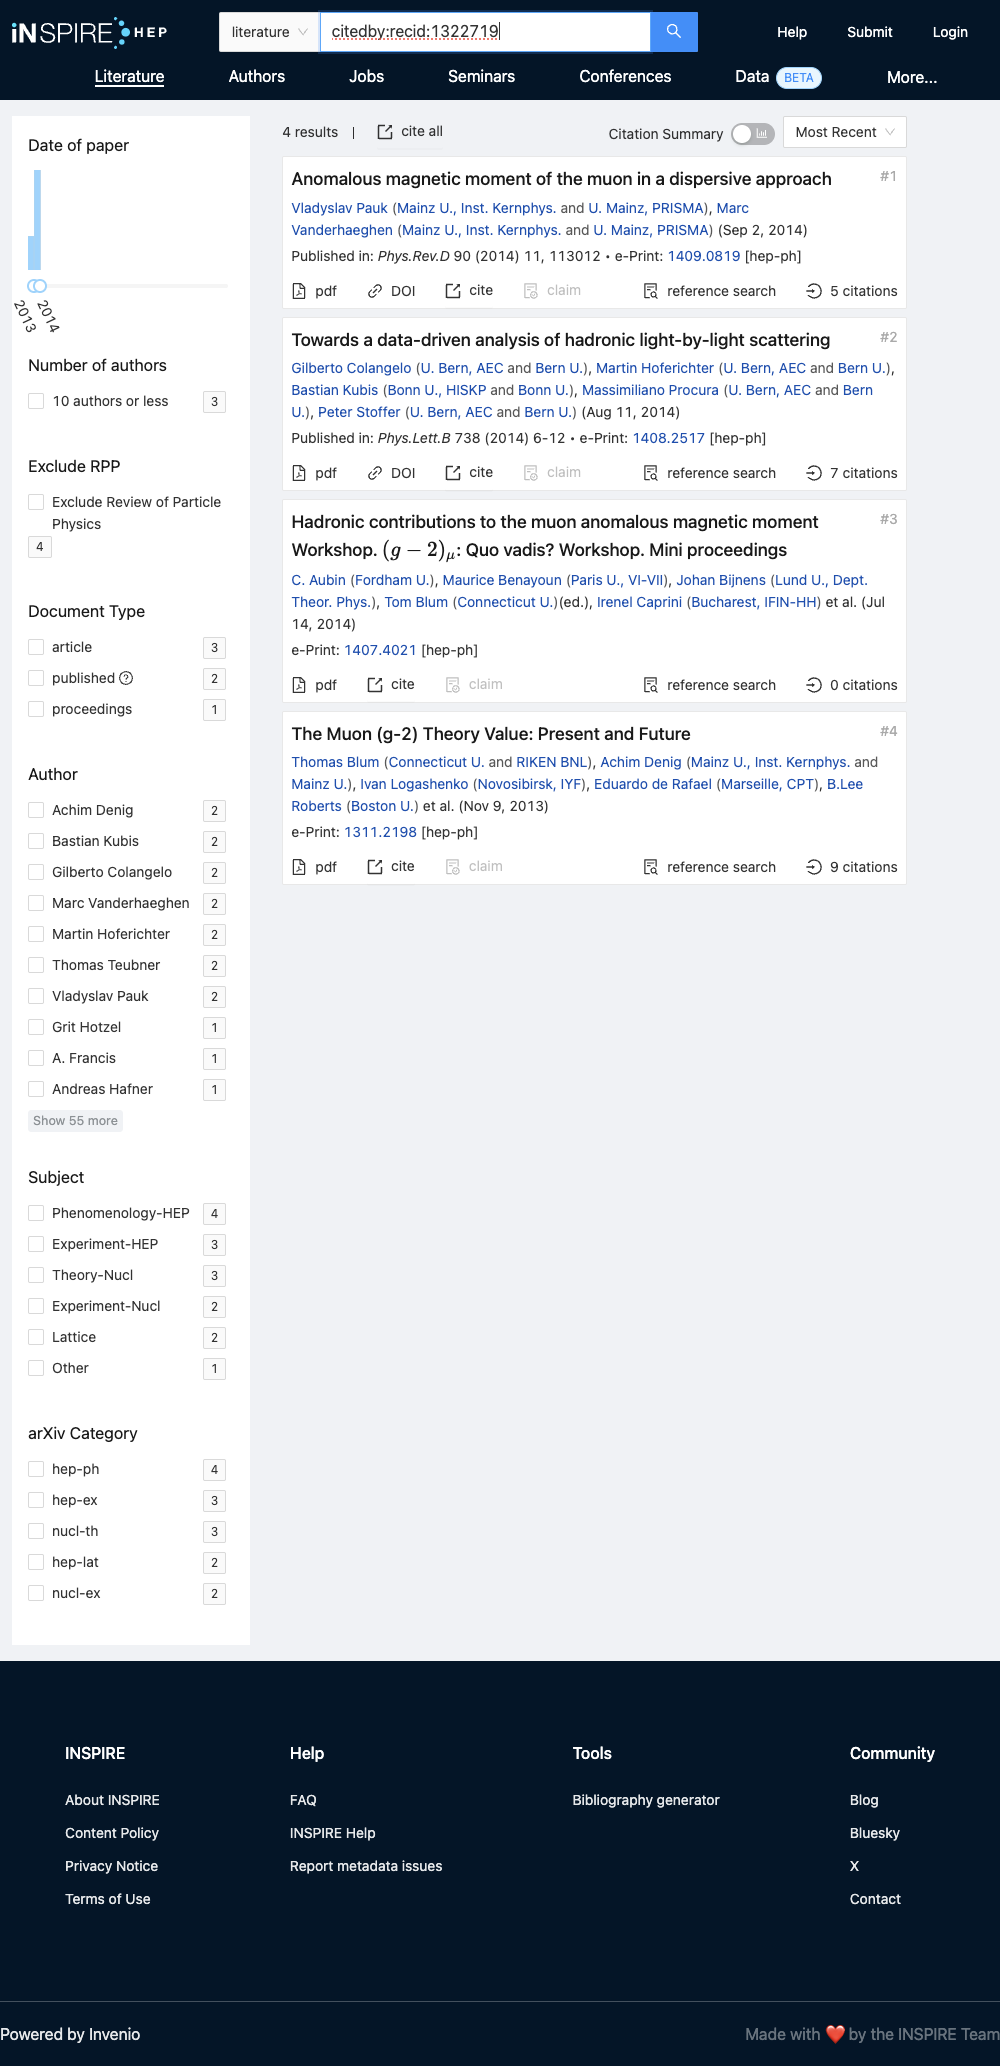 iNSPIRE HEP
literature
citedby:recid:1322719
Help
Submit
Login
Literature
Authors
Jobs
Seminars
Conferences
Data BETA
More...
Date of paper
2013
2014
Number of authors
10 authors or less 3
Exclude RPP
Exclude Review of Particle
Physics
4
Document Type
article 3
published 2
proceedings 1
Author
Achim Denig 2
Bastian Kubis 2
Gilberto Colangelo 2
Marc Vanderhaeghen 2
Martin Hoferichter 2
Thomas Teubner 2
Vladyslav Pauk 2
Grit Hotzel 1
A. Francis 1
Andreas Hafner 1
Show 55 more
Subject
Phenomenology-HEP 4
Experiment-HEP 3
Theory-Nucl 3
Experiment-Nucl 2
Lattice 2
Other 1
arXiv Category
hep-ph 4
hep-ex 3
nucl-th 3
hep-lat 2
nucl-ex 2
4 results | cite all
Citation Summary
Most Recent
Anomalous magnetic moment of the muon in a dispersive approach #1
Vladyslav Pauk (Mainz U., Inst. Kernphys. and U. Mainz, PRISMA), Marc
Vanderhaeghen (Mainz U., Inst. Kernphys. and U. Mainz, PRISMA) (Sep 2, 2014)
Published in: Phys.Rev.D 90 (2014) 11, 113012 • e-Print: 1409.0819 [hep-ph]
pdf DOI cite claim reference search 5 citations
Towards a data-driven analysis of hadronic light-by-light scattering #2
Gilberto Colangelo (U. Bern, AEC and Bern U.), Martin Hoferichter (U. Bern, AEC and Bern U.),
Bastian Kubis (Bonn U., HISKP and Bonn U.), Massimiliano Procura (U. Bern, AEC and Bern
U.), Peter Stoffer (U. Bern, AEC and Bern U.) (Aug 11, 2014)
Published in: Phys.Lett.B 738 (2014) 6-12 • e-Print: 1408.2517 [hep-ph]
pdf DOI cite claim reference search 7 citations
Hadronic contributions to the muon anomalous magnetic moment #3
Workshop. (g − 2)μ: Quo vadis? Workshop. Mini proceedings
C. Aubin (Fordham U.), Maurice Benayoun (Paris U., VI-VII), Johan Bijnens (Lund U., Dept.
Theor. Phys.), Tom Blum (Connecticut U.)(ed.), Irenel Caprini (Bucharest, IFIN-HH) et al. (Jul
14, 2014)
e-Print: 1407.4021 [hep-ph]
pdf cite claim reference search 0 citations
The Muon (g-2) Theory Value: Present and Future #4
Thomas Blum (Connecticut U. and RIKEN BNL), Achim Denig (Mainz U., Inst. Kernphys. and
Mainz U.), Ivan Logashenko (Novosibirsk, IYF), Eduardo de Rafael (Marseille, CPT), B.Lee
Roberts (Boston U.) et al. (Nov 9, 2013)
e-Print: 1311.2198 [hep-ph]
pdf cite claim reference search 9 citations
INSPIRE
About INSPIRE
Content Policy
Privacy Notice
Terms of Use
Help
FAQ
INSPIRE Help
Report metadata issues
Tools
Bibliography generator
Community
Blog
Bluesky
X
Contact
Powered by Invenio
Made with ❤️ by the INSPIRE Team